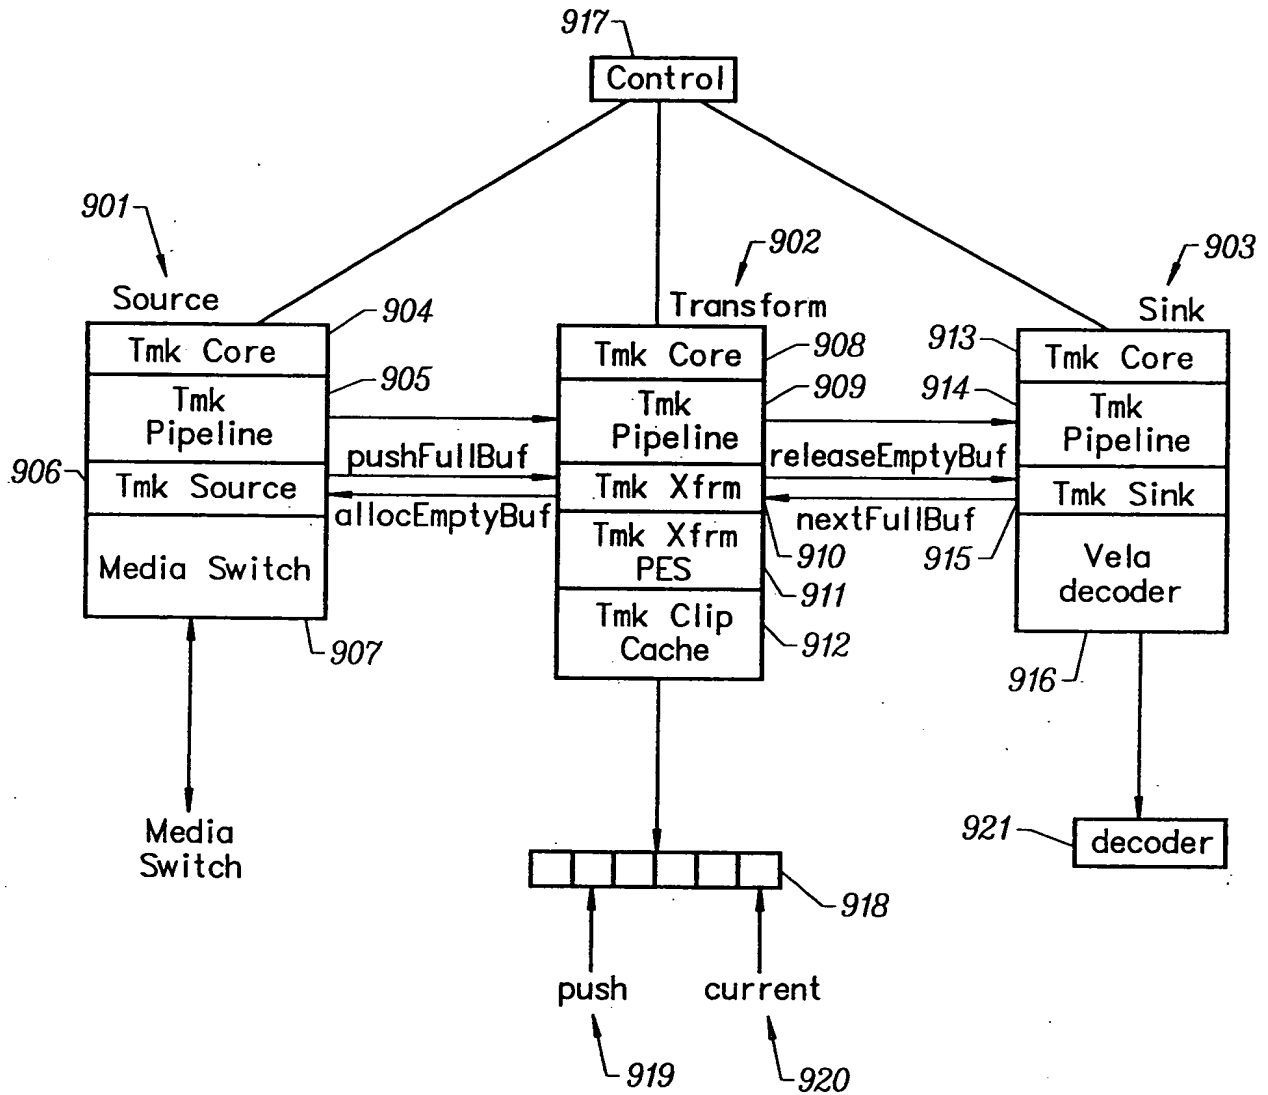 917
Control
901
Source
902
Transform
903
Sink
904
Tmk Core
905
Tmk
Pipeline
906
Tmk Source
Media Switch
907
pushFullBuf
allocEmptyBuf
Tmk Core
908
Tmk
Pipeline
909
Tmk Xfrm
910
Tmk Xfrm
PES
911
Tmk Clip
Cache
912
releaseEmptyBuf
nextFullBuf
913
Tmk Core
914
Tmk
Pipeline
Tmk Sink
915
Vela
decoder
916
Media
Switch
921
decoder
918
push
current
919
920